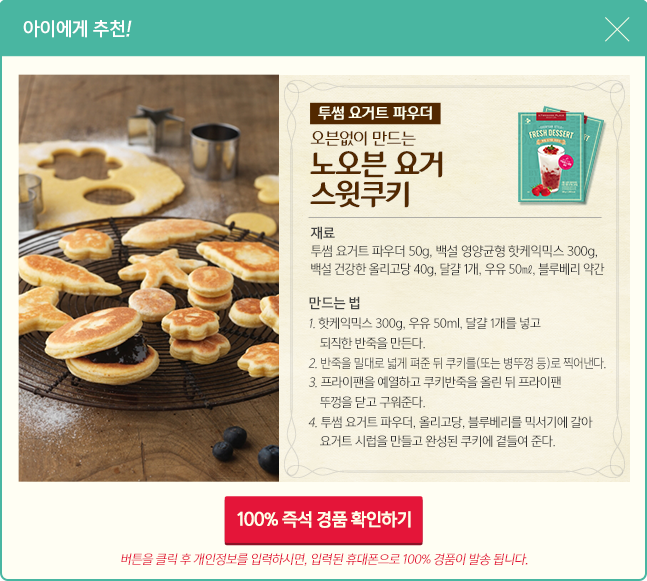 아이에게 추천!
투썸 요거트 파우더
오븐없이 만드는
노오븐 요거
스윗쿠키
FRESH DESSERT
재료
투썸 요거트 파우더 50g, 백설 영양균형 핫케익믹스 300g,
백설 건강한 올리고당 40g, 달걀 1개, 우유 50㎖, 블루베리 약간
만드는 법
1. 핫케익믹스 300g, 우유 50ml, 달걀 1개를 넣고
되직한 반죽을 만든다.
2. 반죽을 밀대로 넓게 펴준 뒤 쿠키틀(또는 병뚜껑 등)로 찍어낸다.
3. 프라이팬을 예열하고 쿠키반죽을 올린 뒤 프라이팬
뚜껑을 닫고 구워준다.
4. 투썸 요거트 파우더, 올리고당, 블루베리를 믹서기에 갈아
요거트 시럽을 만들고 완성된 쿠키에 곁들여 준다.
100% 즉석 경품 확인하기
버튼을 클릭 후 개인정보를 입력하시면, 입력된 휴대폰으로 100% 경품이 발송 됩니다.